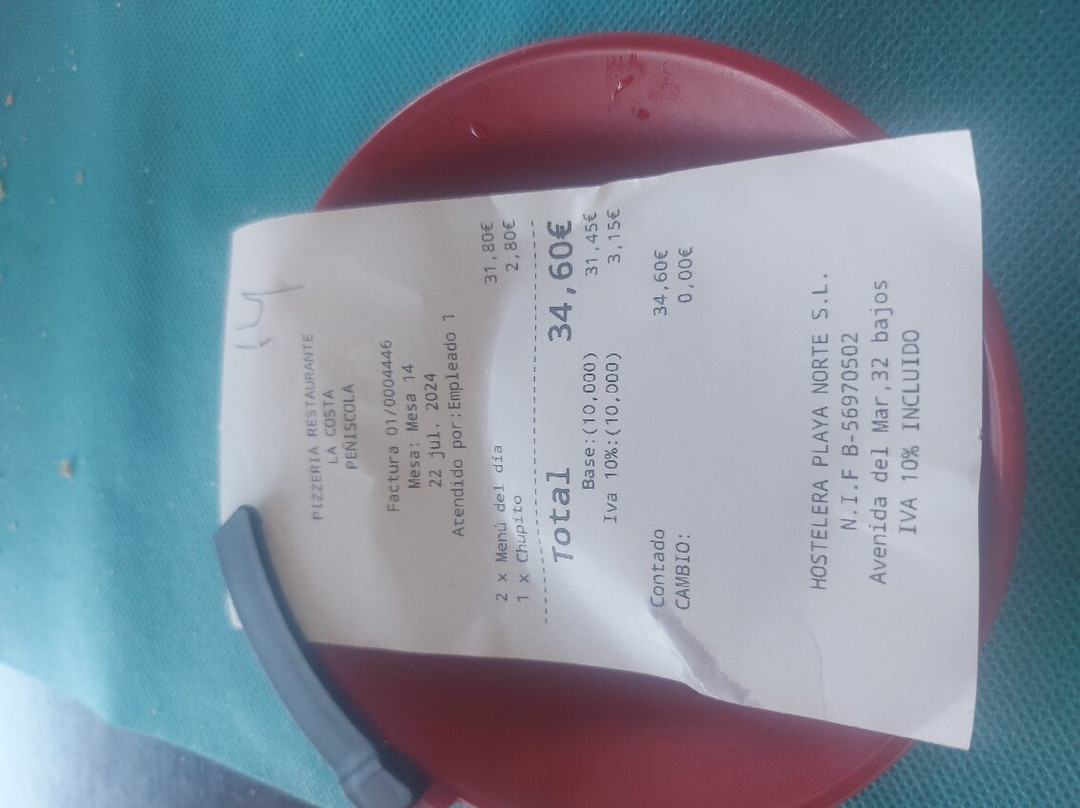 14
PIZZERIA RESTAURANTE
LA COSTA
PEÑISCOLA
Factura 01/0004446
Mesa: Mesa 14
22 jul. 2024
Atendido por:Empleado 1
2 x Menú del día 31,80€
1 x Chupito 2,80€
Total 34,60€
Base:(10,000) 31,45€
Iva 10%:(10,000) 3,15€
Contado 34,60€
CAMBIO: 0,00€
HOSTELERA PLAYA NORTE S.L.
N.I.F B-56970502
Avenida del Mar,32 bajos
IVA 10% INCLUIDO